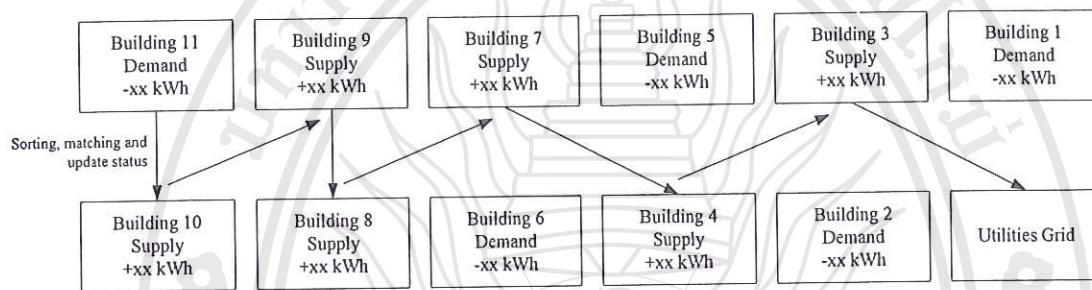 Building 11
Demand
-xx kWh
Building 9
Supply
+xx kWh
Building 7
Supply
+xx kWh
Building 5
Demand
-xx kWh
Building 3
Supply
+xx kWh
Building 1
Demand
-xx kWh
Sorting, matching and
update status
Building 10
Supply
+xx kWh
Building 8
Supply
+xx kWh
Building 6
Demand
-xx kWh
Building 4
Supply
+xx kWh
Building 2
Demand
-xx kWh
Utilities Grid